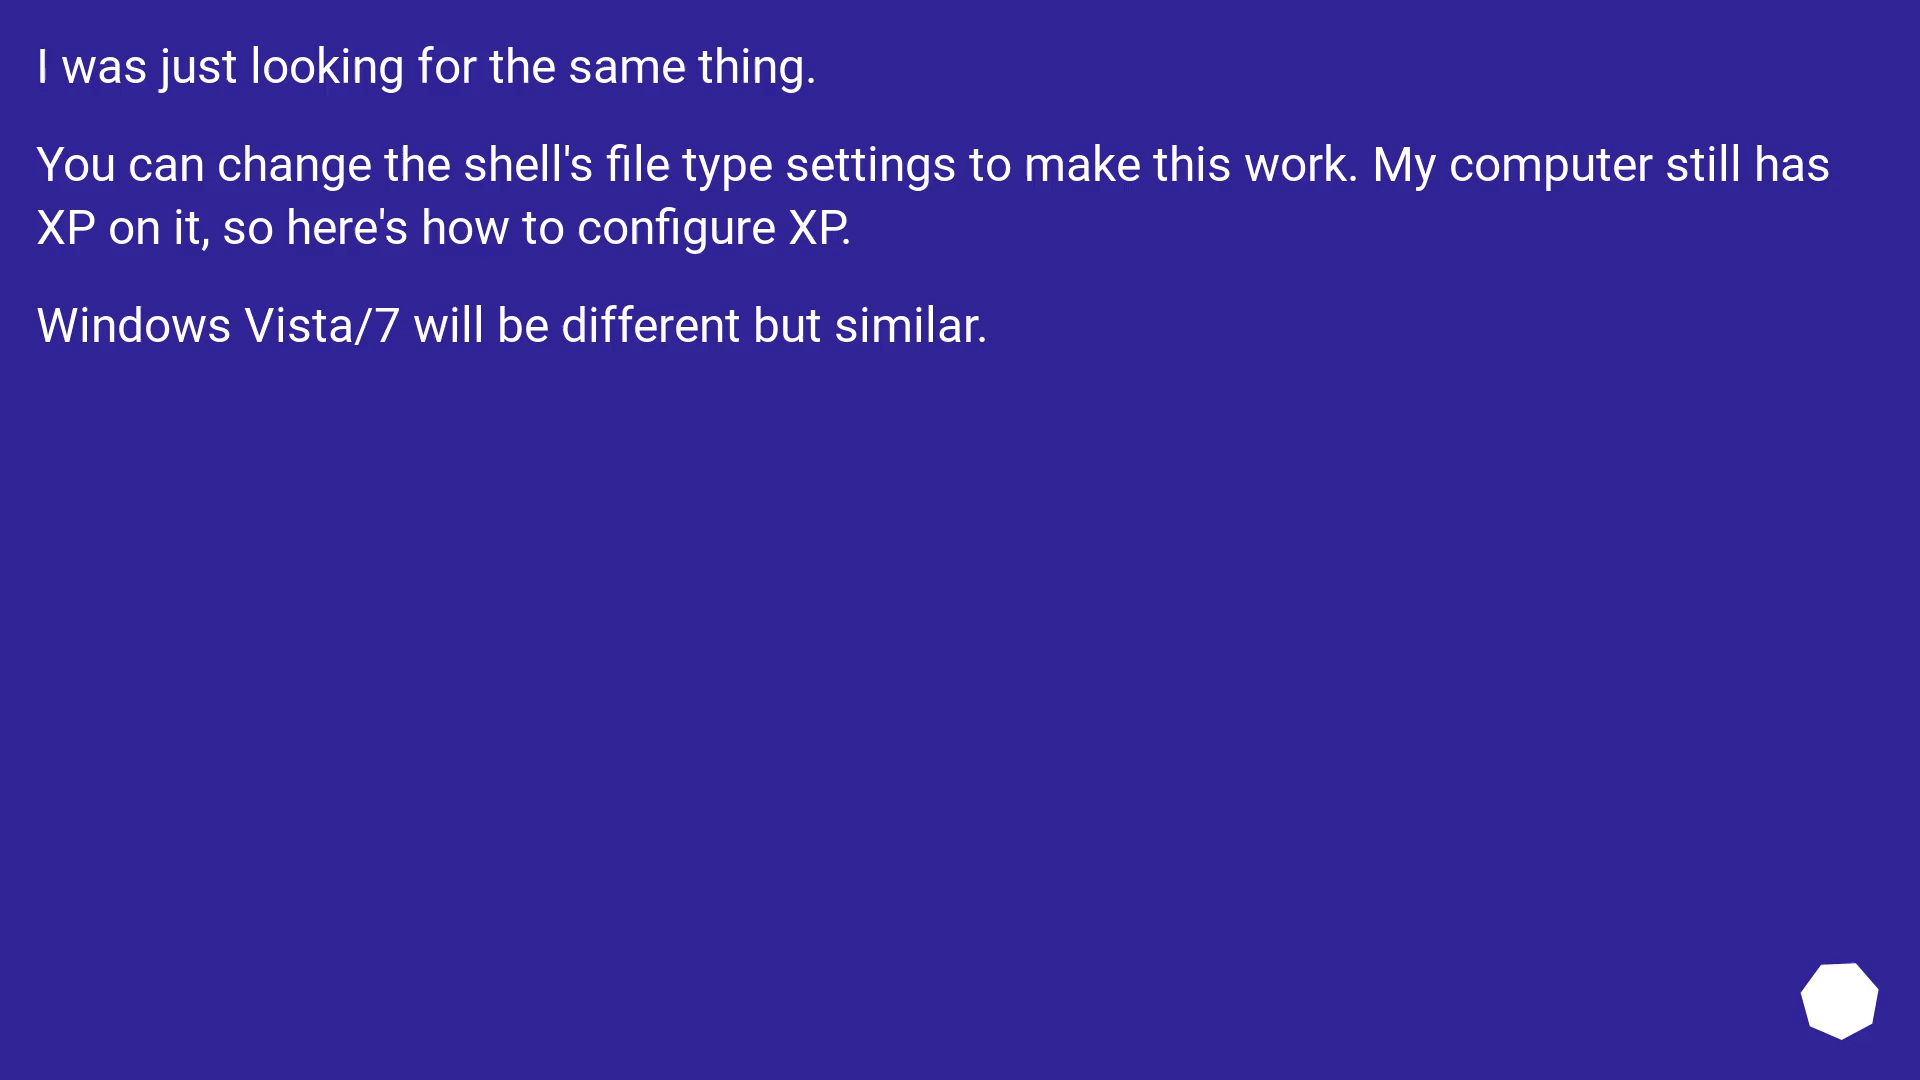 I was just looking for the same thing.
You can change the shell's file type settings to make this work. My computer still has
XP on it, so here's how to configure XP.
Windows Vista/7 will be different but similar.